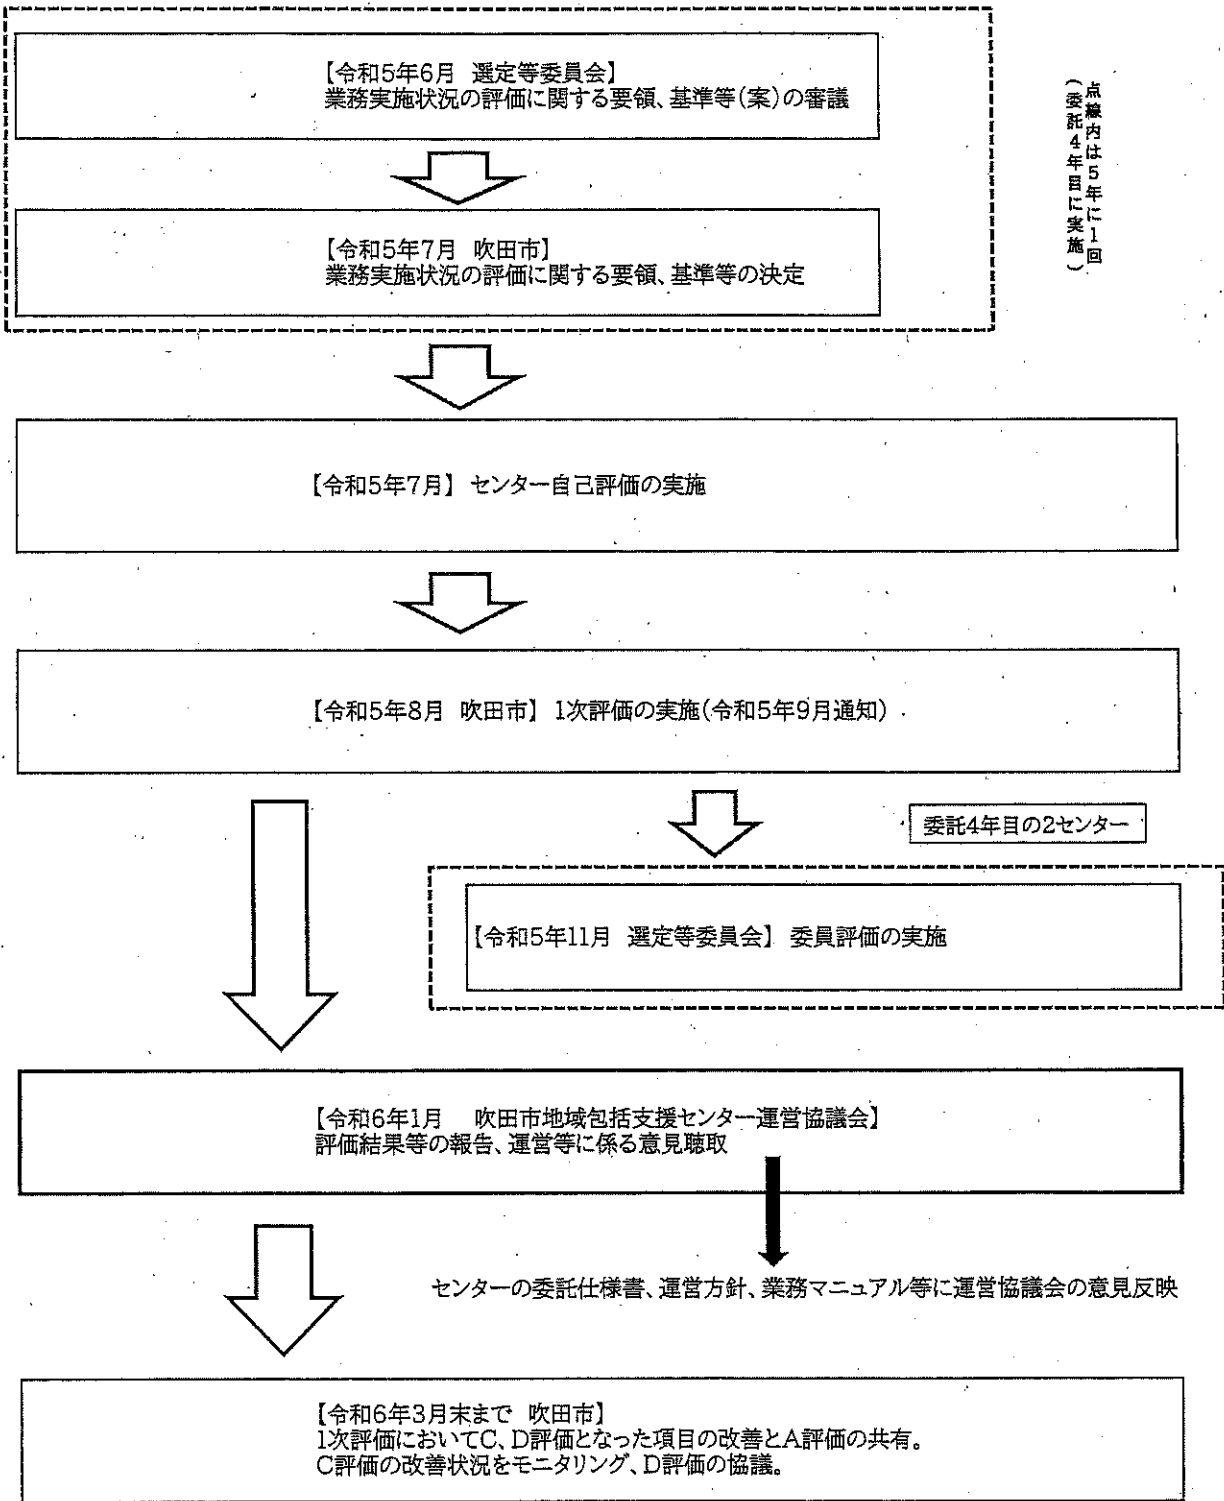 【令和5年6月 選定等委員会】
業務実施状況の評価に関する要領、基準等(案)の審議
点線内は5年に1回
(委託4年目に実施)
【令和5年7月 吹田市】
業務実施状況の評価に関する要領、基準等の決定
【令和5年7月】 センター自己評価の実施
【令和5年8月 吹田市】 1次評価の実施(令和5年9月通知)
委託4年目の2センター
【令和5年11月 選定等委員会】 委員評価の実施
【令和6年1月 吹田市地域包括支援センター運営協議会】
評価結果等の報告、運営等に係る意見聴取
センターの委託仕様書、運営方針、業務マニュアル等に運営協議会の意見反映
【令和6年3月末まで 吹田市】
1次評価においてC、D評価となった項目の改善とA評価の共有。
C評価の改善状況をモニタリング、D評価の協議。